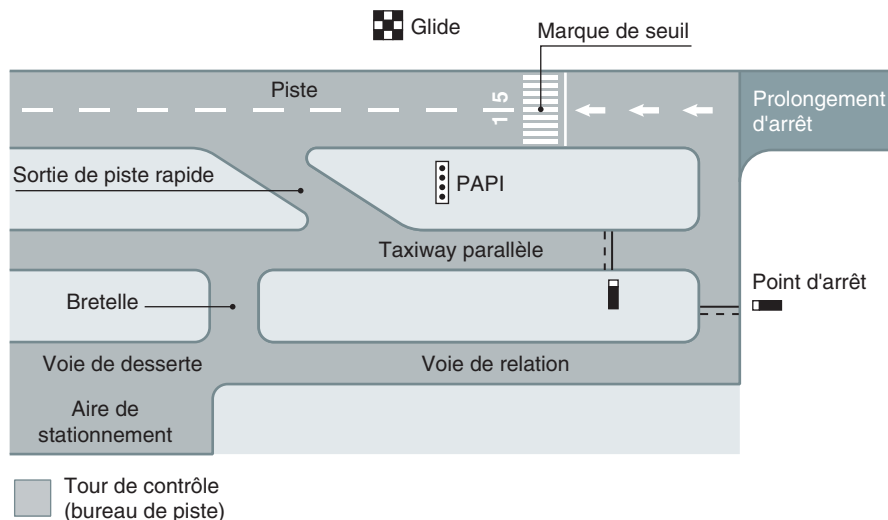 Glide
Marque de seuil
Piste
15
Prolongement
d'arrêt
Sortie de piste rapide
PAPI
Taxiway parallèle
Point d'arrêt
Bretelle
Voie de desserte
Voie de relation
Aire de
stationnement
Tour de contrôle
(bureau de piste)